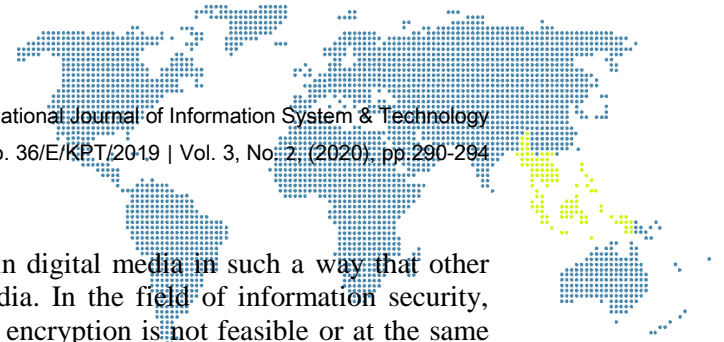 ational Journal of Information System & Technology
o. 36/E/KPT/2019 | Vol. 3, No. 2, (2020), pp.290-294
in digital media in such a way that other
dia. In the field of information security,
encryption is not feasible or at the same